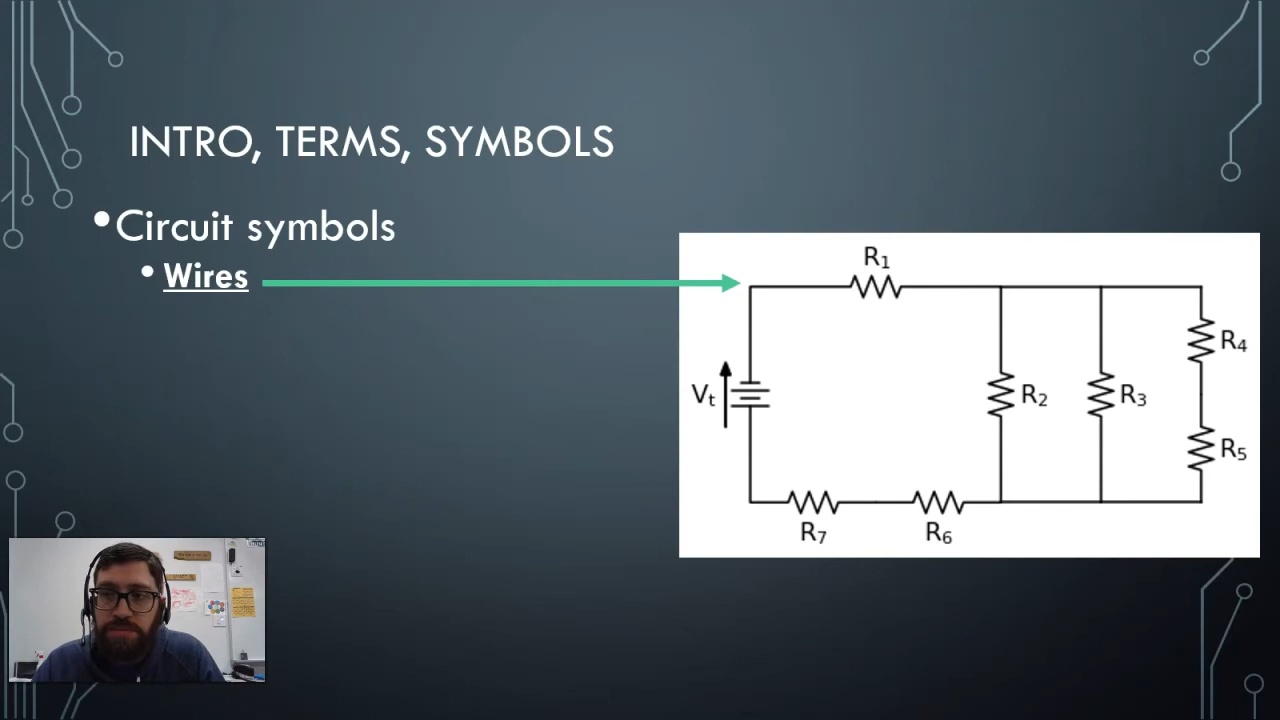 INTRO, TERMS, SYMBOLS
•Circuit symbols
• Wires
R1
R4
Vt
R2
R3
R5
R7
R6